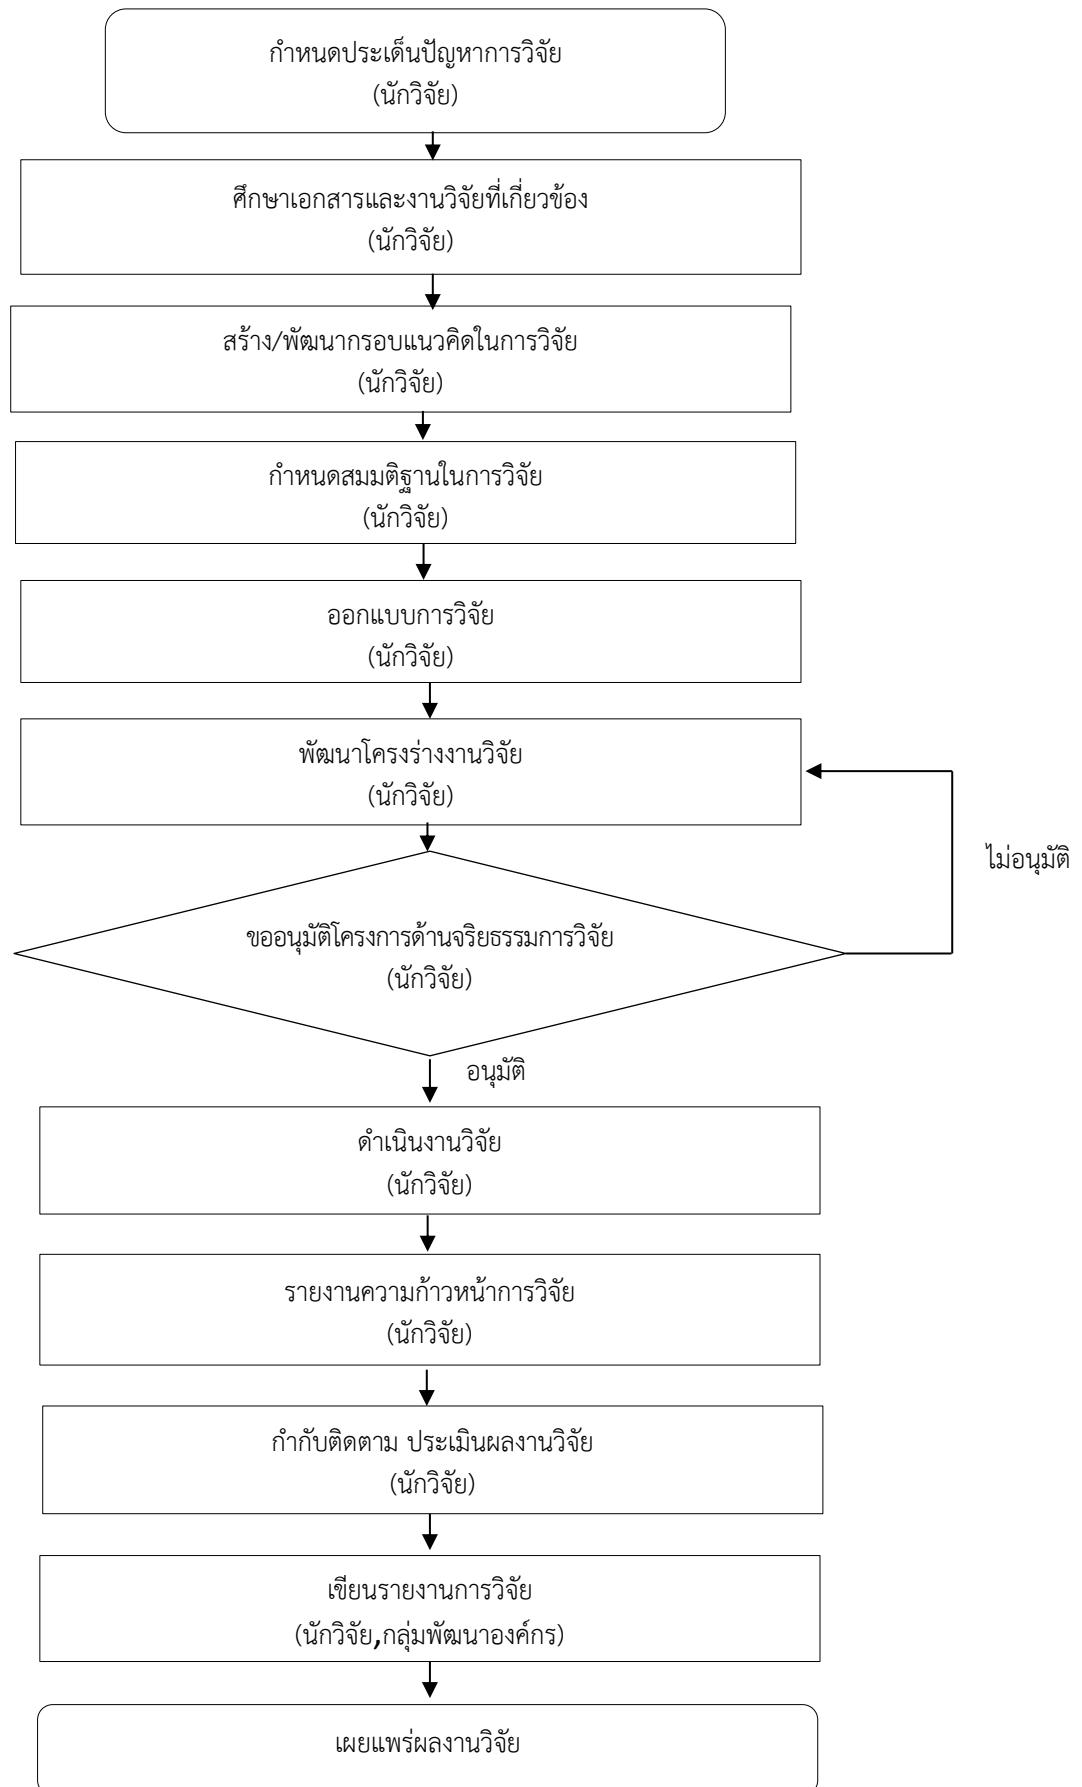 กำหนดประเด็นปัญหาการวิจัย
(นักวิจัย)
ศึกษาเอกสารและงานวิจัยที่เกี่ยวข้อง
(นักวิจัย)
สร้าง/พัฒนากรอบแนวคิดในการวิจัย
(นักวิจัย)
กำหนดสมมติฐานในการวิจัย
(นักวิจัย)
ออกแบบการวิจัย
(นักวิจัย)
พัฒนาโครงร่างงานวิจัย
(นักวิจัย)
ไม่อนุมัติ
ขออนุมัติโครงการด้านจริยธรรมการวิจัย
(นักวิจัย)
อนุมัติ
ดำเนินงานวิจัย
(นักวิจัย)
รายงานความก้าวหน้าการวิจัย
(นักวิจัย)
กำกับติดตาม ประเมินผลงานวิจัย
(นักวิจัย)
เขียนรายงานการวิจัย
(นักวิจัย,กลุ่มพัฒนาองค์กร)
เผยแพร่ผลงานวิจัย